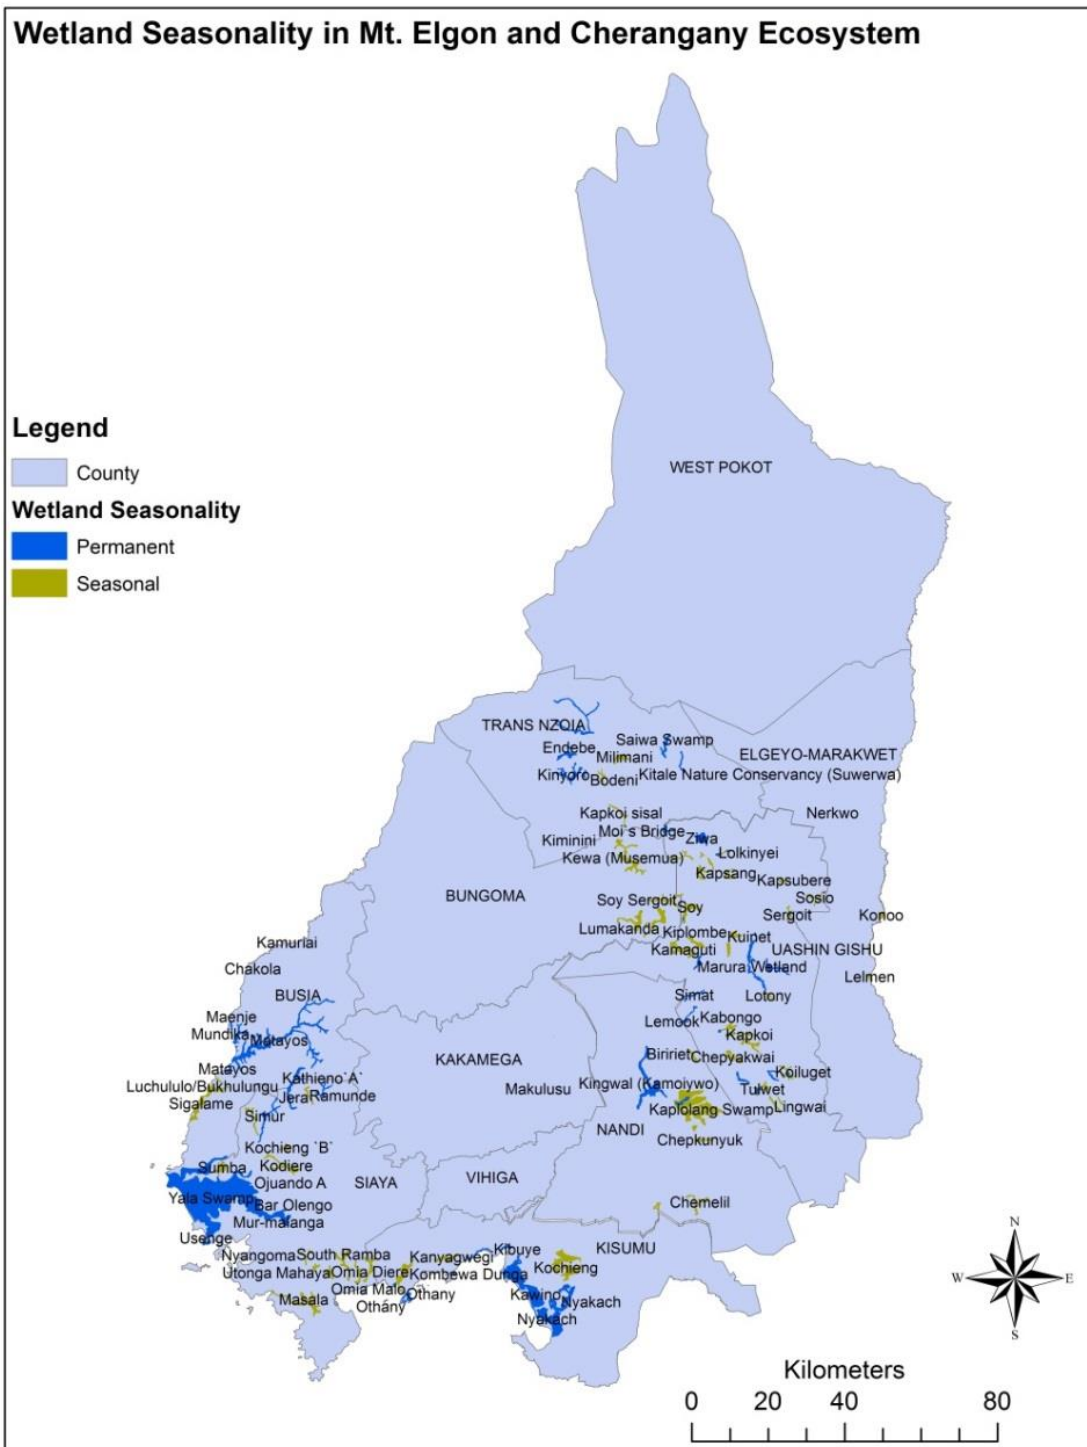 Wetland Seasonality in Mt. Elgon and Cherangany Ecosystem
Legend
County
Wetland Seasonality
Permanent
Seasonal
WEST POKOT
TRANS NZOIA
Saiwa Swamp
Endebe
Milimani
ELGEYO-MARAKWET
Kinyoro
Bodeni
Kitale Nature Conservancy (Suwerwa)
Kapkoi sisal
Nerkwo
Moi`s Bridge
Kiminini
Ziwa
Kewa (Musemua)
Lolkinyei
Kapsang
Kapsubere
BUNGOMA
Soy Sergoit
Soy
Sosio
Sergoit
Konoo
Lumakanda
Kiplombe
Kuinet
Kamuriai
Kamaguti
UASHIN GISHU
Chakola
Marura Wetland
Lelmen
BUSIA
Simat
Lotony
Maenje
Mundika
Matayos
Lemook
Kabongo
Kapkoi
KAKAMEGA
Biririet
Chepyakwai
Matayos
Kathieno`A`
Koiluget
Luchululo/Bukhulungu
Jera
Ramunde
Makulusu
Kingwal (Kamoiywo)
Tulwet
Sigalame
Simur
Kaplolang Swamp
Lingwai
NANDI
Chepkunyuk
Kochieng `B`
Sumba
Kodiere
Ojuando A
SIAYA
VIHIGA
Yala Swamp
Bar Olengo
Chemelil
Mur-malanga
Usenge
Nyangoma
South Ramba
Kanyagwegi
Kibuye
KISUMU
Utonga
Mahaya
Omia Diere
Kombewa
Dunga
Kochieng
Omia Malo
Othany
Kawino
Masala
Othany
Nyakach
Nyakach
N
W
E
S
Kilometers
0 20 40 80